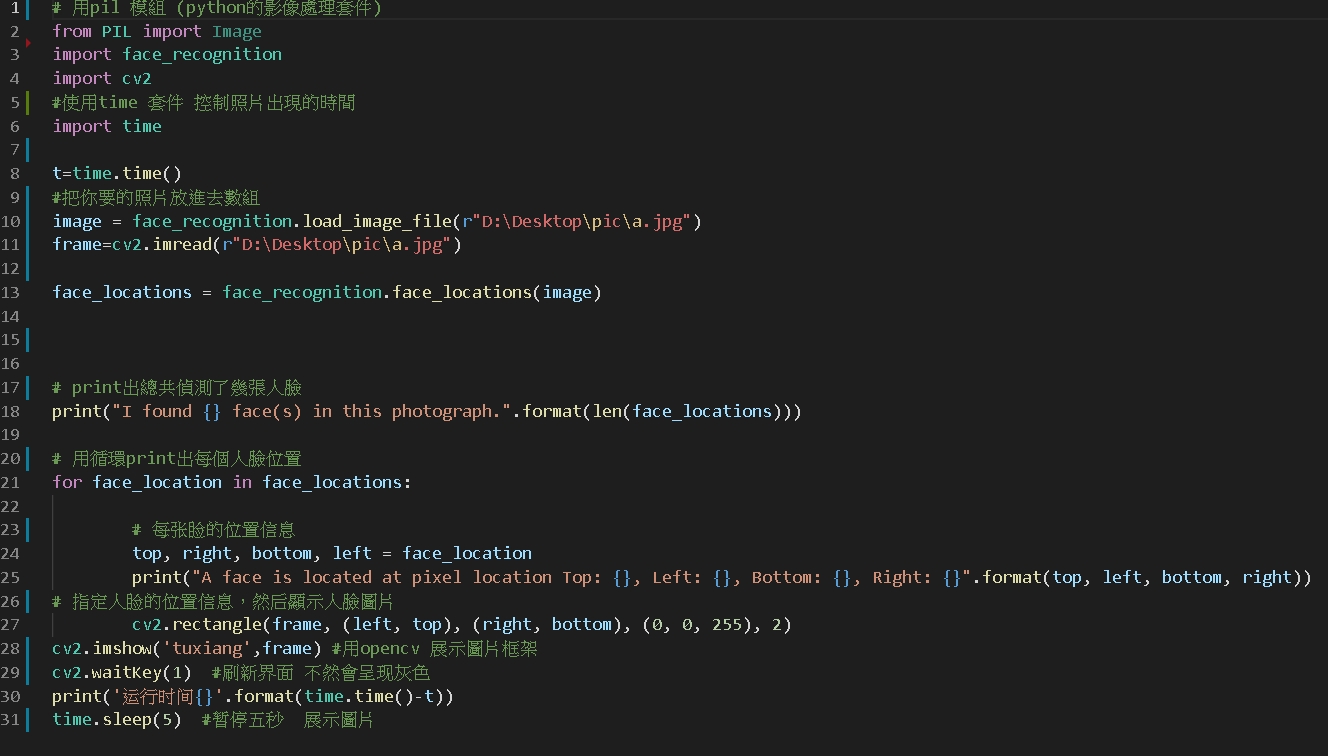 1 # 用pil 模組 (python的影像處理套件)
2 from PIL import Image
3 import face_recognition
4 import cv2
5 #使用time 套件 控制照片出現的時間
6 import time
7
8 t=time.time()
9 #把你要的照片放進去數組
10 image = face_recognition.load_image_file(r"D:\Desktop\pic\a.jpg")
11 frame=cv2.imread(r"D:\Desktop\pic\a.jpg")
12
13 face_locations = face_recognition.face_locations(image)
14
15
16
17 # print出總共偵測了幾張人臉
18 print("I found {} face(s) in this photograph.".format(len(face_locations)))
19
20 # 用循環print出每個人臉位置
21 for face_location in face_locations:
22
23         # 每张脸的位置信息
24         top, right, bottom, left = face_location
25         print("A face is located at pixel location Top: {}, Left: {}, Bottom: {}, Right: {}".format(top, left, bottom, right))
26 # 指定人脸的位置信息，然后顯示人臉圖片
27         cv2.rectangle(frame, (left, top), (right, bottom), (0, 0, 255), 2)
28 cv2.imshow('tuxiang',frame) #用opencv 展示圖片框架
29 cv2.waitKey(1)  #刷新界面 不然會呈现灰色
30 print('运行时间{}'.format(time.time()-t))
31 time.sleep(5)  #暫停五秒  展示圖片